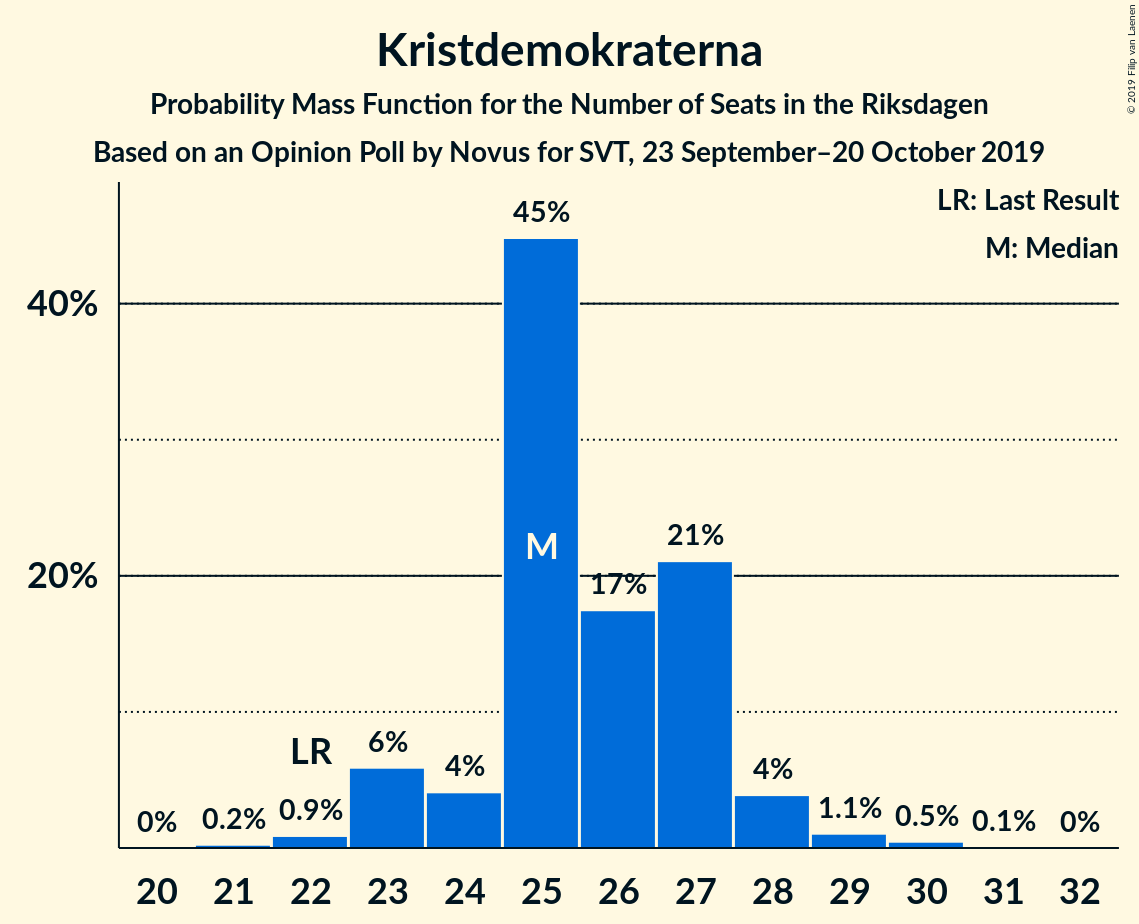 Kristdemokraterna
Probability Mass Function for the Number of Seats in the Riksdagen
Based on an Opinion Poll by Novus for SVT, 23 September–20 October 2019
© 2019 Filip van Laenen
LR: Last Result
M: Median
40%
20%
0%
0.2%
LR
0.9%
6%
4%
45%
M
17%
21%
4%
1.1%
0.5%
0.1%
0%
20 21 22 23 24 25 26 27 28 29 30 31 32